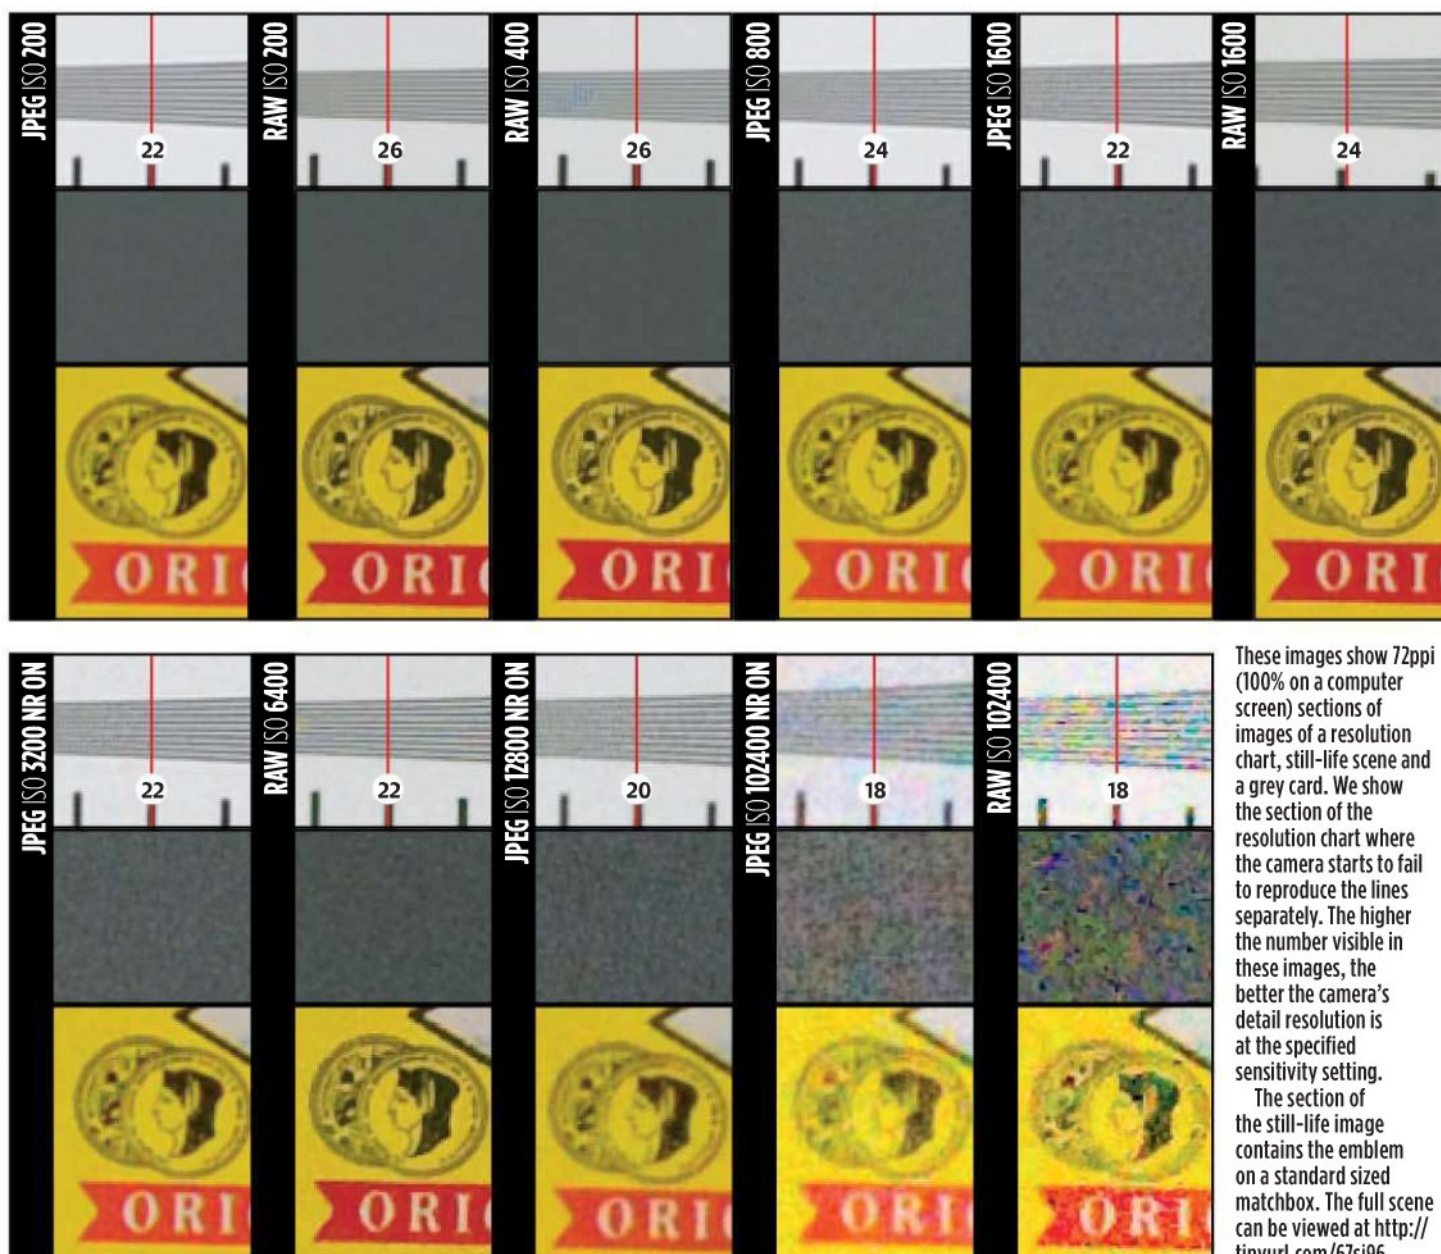 JPEG ISO 200
22
ORI
RAW ISO 200
26
ORI
RAW ISO 400
26
ORI
JPEG ISO 800
24
ORI
JPEG ISO 1600
22
ORI
RAW ISO 1600
24
ORI
JPEG ISO 3200 NR ON
22
ORI
RAW ISO 6400
22
ORI
JPEG ISO 12800 NR ON
20
ORI
JPEG ISO 102400 NR ON
18
ORI
RAW ISO 102400
18
ORI
These images show 72ppi
(100% on a computer
screen) sections of
images of a resolution
chart, still-life scene and
a grey card. We show
the section of the
resolution chart where
the camera starts to fail
to reproduce the lines
separately. The higher
the number visible in
these images, the
better the camera's
detail resolution is
at the specified
sensitivity setting.
The section of
the still-life image
contains the emblem
on a standard sized
matchbox. The full scene
can be viewed at http://